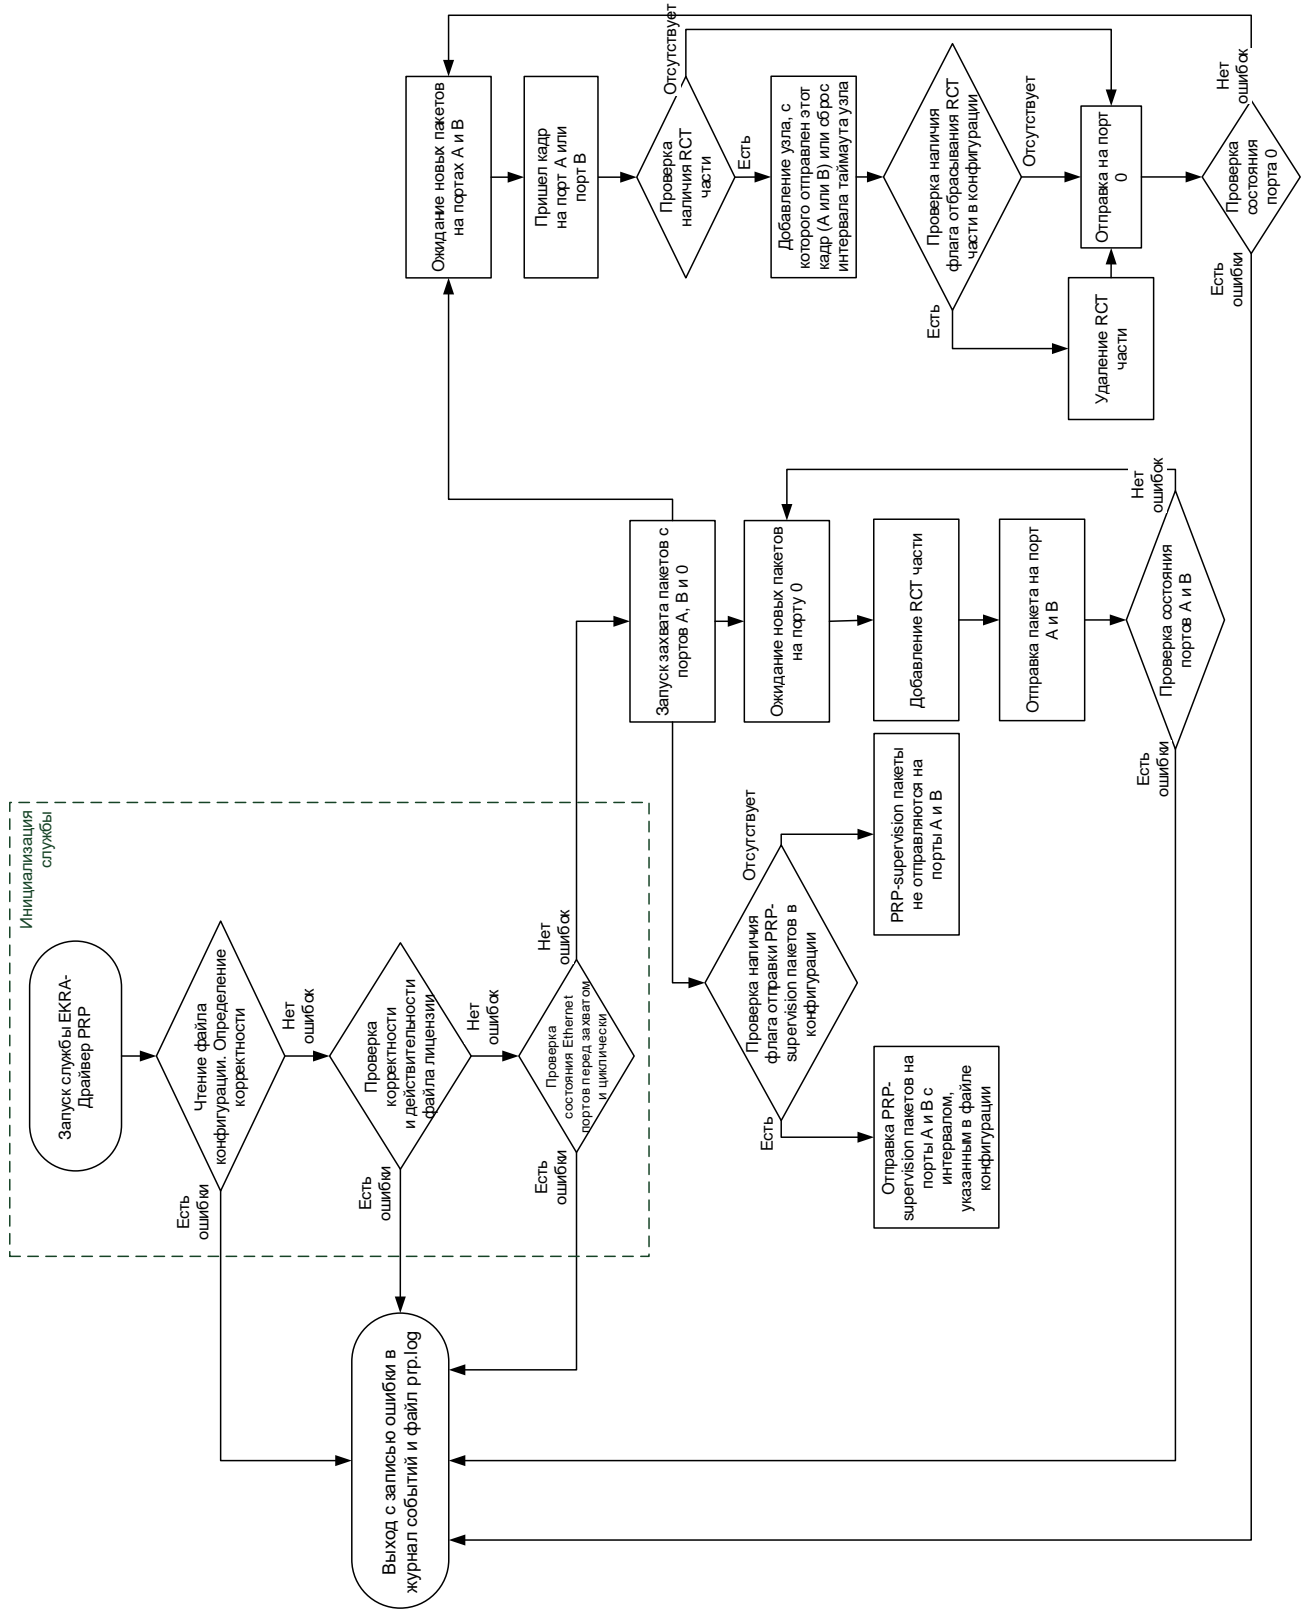 Инициализация
службы
Запуск службы EKRA-
Драйвер PRP
Чтение файла
конфигурации. Определение
корректности
Есть
ошибки
Нет
ошибок
Проверка
корректности
и действительности
файла лицензии
Есть
ошибки
Нет
ошибок
Проверка
состояния Ethernet
портов перед захватом
и циклически
Есть
ошибки
Нет
ошибок
Выход с записью ошибки в
журнал событий и файл prp.log
Запуск захвата пакетов с
портов А, В и 0
Проверка наличия
флага отправки PRP-
supervision пакетов в
конфигурации
Есть
Отсутствует
Отправка PRP-
supervision пакетов на
порты А и В с
интервалом,
указанным в файле
конфигурации
PRP-supervision пакеты
не отправляются на
порты А и В
Ожидание новых пакетов
на порту 0
Добавление RCT части
Отправка пакета на порт
А и В
Проверка состояния
портов А и В
Есть
ошибки
Нет
ошибок
Ожидание новых пакетов
на портах А и В
Пришел кадр
на порт А или
порт В
Проверка
наличия RCT
части
Отсутствует
Есть
Добавление узла, с
которого отправлен этот
кадр (А или В) или сброс
интервала таймаута узла
Проверка наличия
флага отбрасывания RCT
части в конфигурации
Есть
Отсутствует
Удаление RCT
части
Отправка на порт
0
Проверка
состояния
порта 0
Есть
ошибки
Нет
ошибок